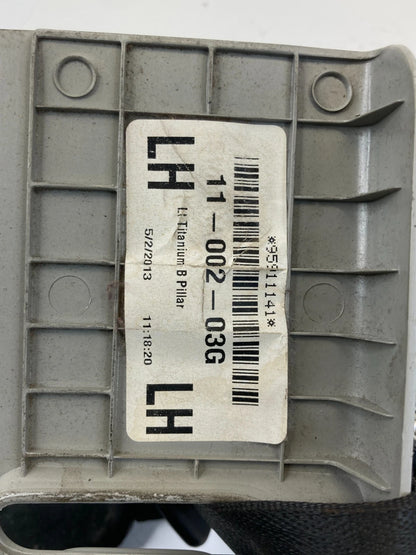 *95911141*
11-002-03G
LH Lt Titanium B Pillar LH
5/2/2013 11:18:20